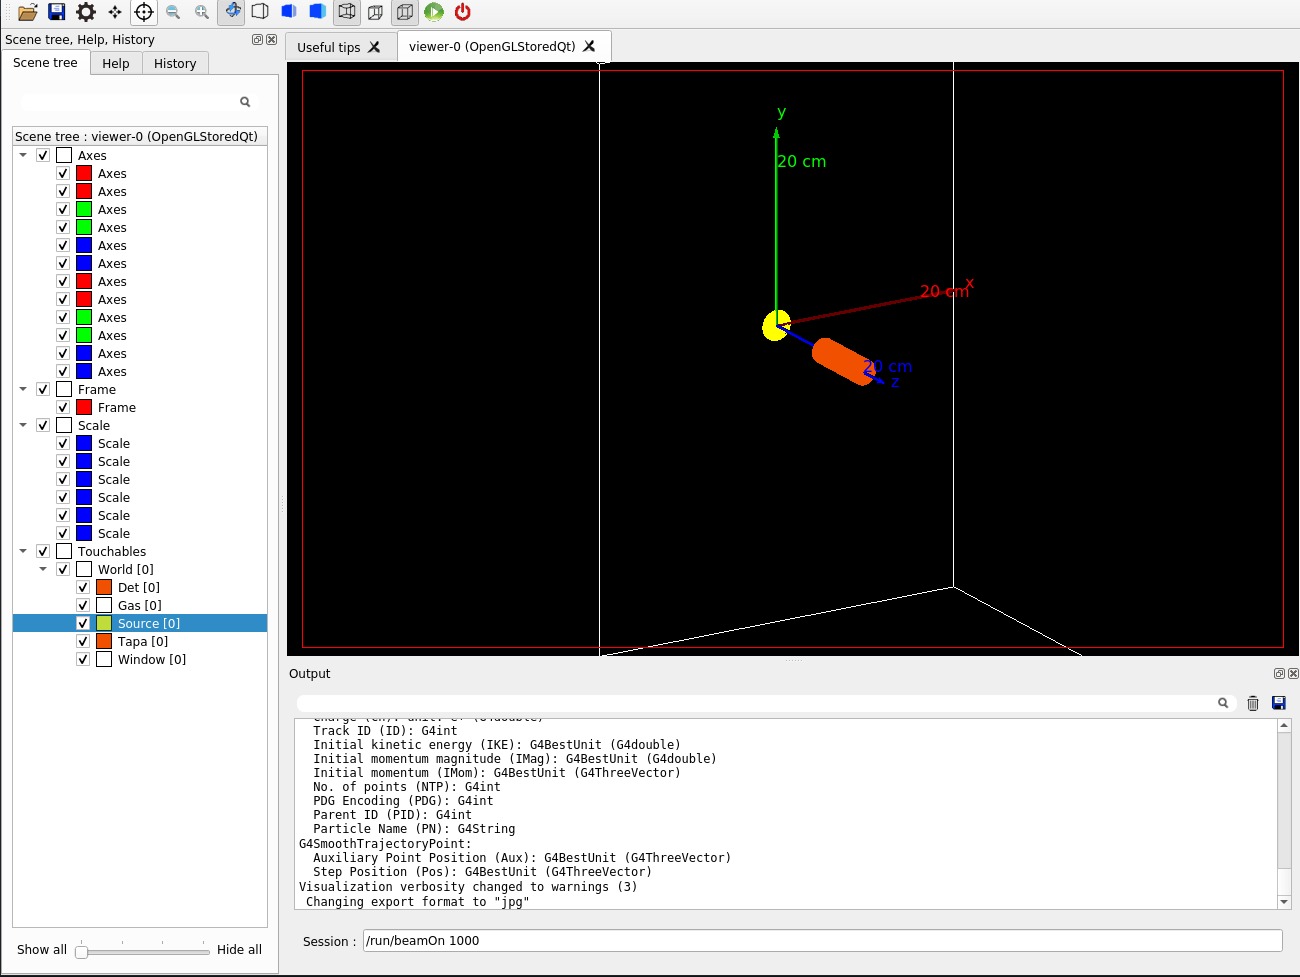 Scene tree, Help, History
Scene tree
Help
History
Scene tree : viewer-0 (OpenGLStoredQt)
Axes
Axes
Axes
Axes
Axes
Axes
Axes
Axes
Axes
Axes
Axes
Axes
Axes
Frame
Frame
Scale
Scale
Scale
Scale
Scale
Scale
Scale
Touchables
World [0]
Det [0]
Gas [0]
Source [0]
Tapa [0]
Window [0]
Show all
Hide all
Useful tips
viewer-0 (OpenGLStoredQt)
y
20 cm
x
20 cm
20 cm
z
Output
Charge (Ch): unit: e+ (G4double)
Track ID (ID): G4int
Initial kinetic energy (IKE): G4BestUnit (G4double)
Initial momentum magnitude (IMag): G4BestUnit (G4double)
Initial momentum (IMom): G4BestUnit (G4ThreeVector)
No. of points (NTP): G4int
PDG Encoding (PDG): G4int
Parent ID (PID): G4int
Particle Name (PN): G4String
G4SmoothTrajectoryPoint:
Auxiliary Point Position (Aux): G4BestUnit (G4ThreeVector)
Step Position (Pos): G4BestUnit (G4ThreeVector)
Visualization verbosity changed to warnings (3)
Changing export format to "jpg"
Session : /run/beamOn 1000